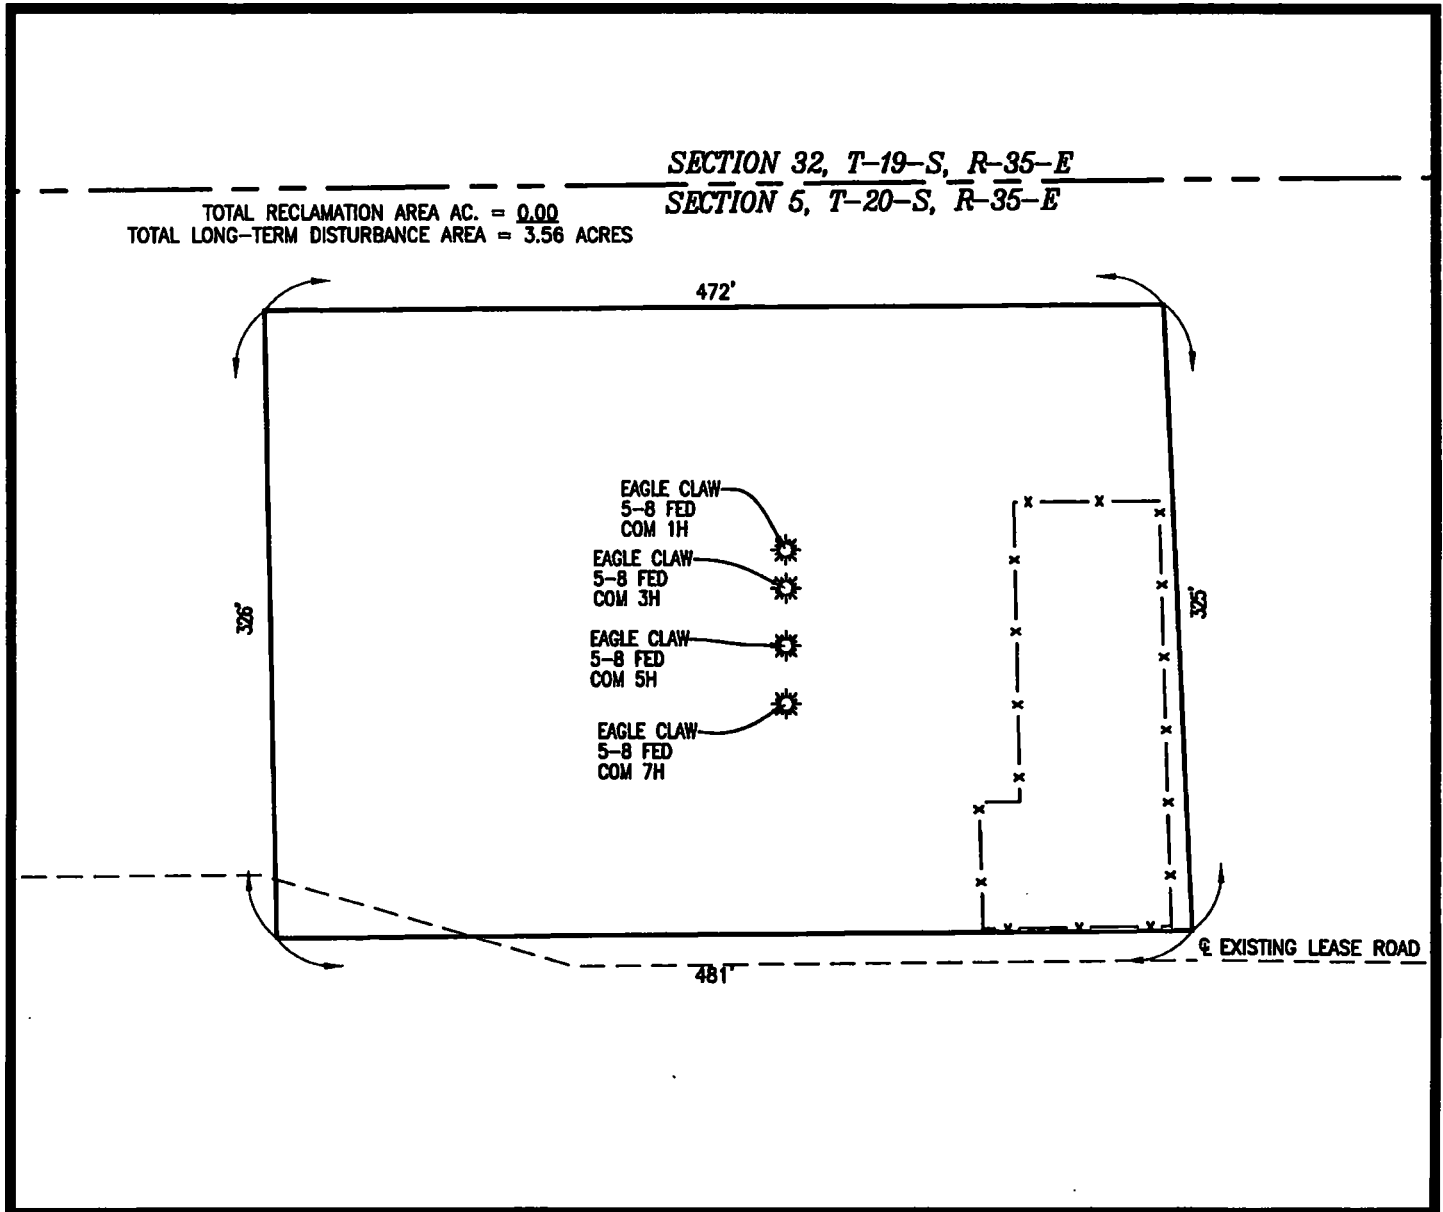 SECTION 32, T-19-S, R-35-E
SECTION 5, T-20-S, R-35-E
TOTAL RECLAMATION AREA AC. = 0.00
TOTAL LONG-TERM DISTURBANCE AREA = 3.56 ACRES
472'
EAGLE CLAW
5-8 FED
COM 1H
EAGLE CLAW
5-8 FED
COM 3H
326'
325'
EAGLE CLAW
5-8 FED
COM 5H
EAGLE CLAW
5-8 FED
COM 7H
℄ EXISTING LEASE ROAD
481'